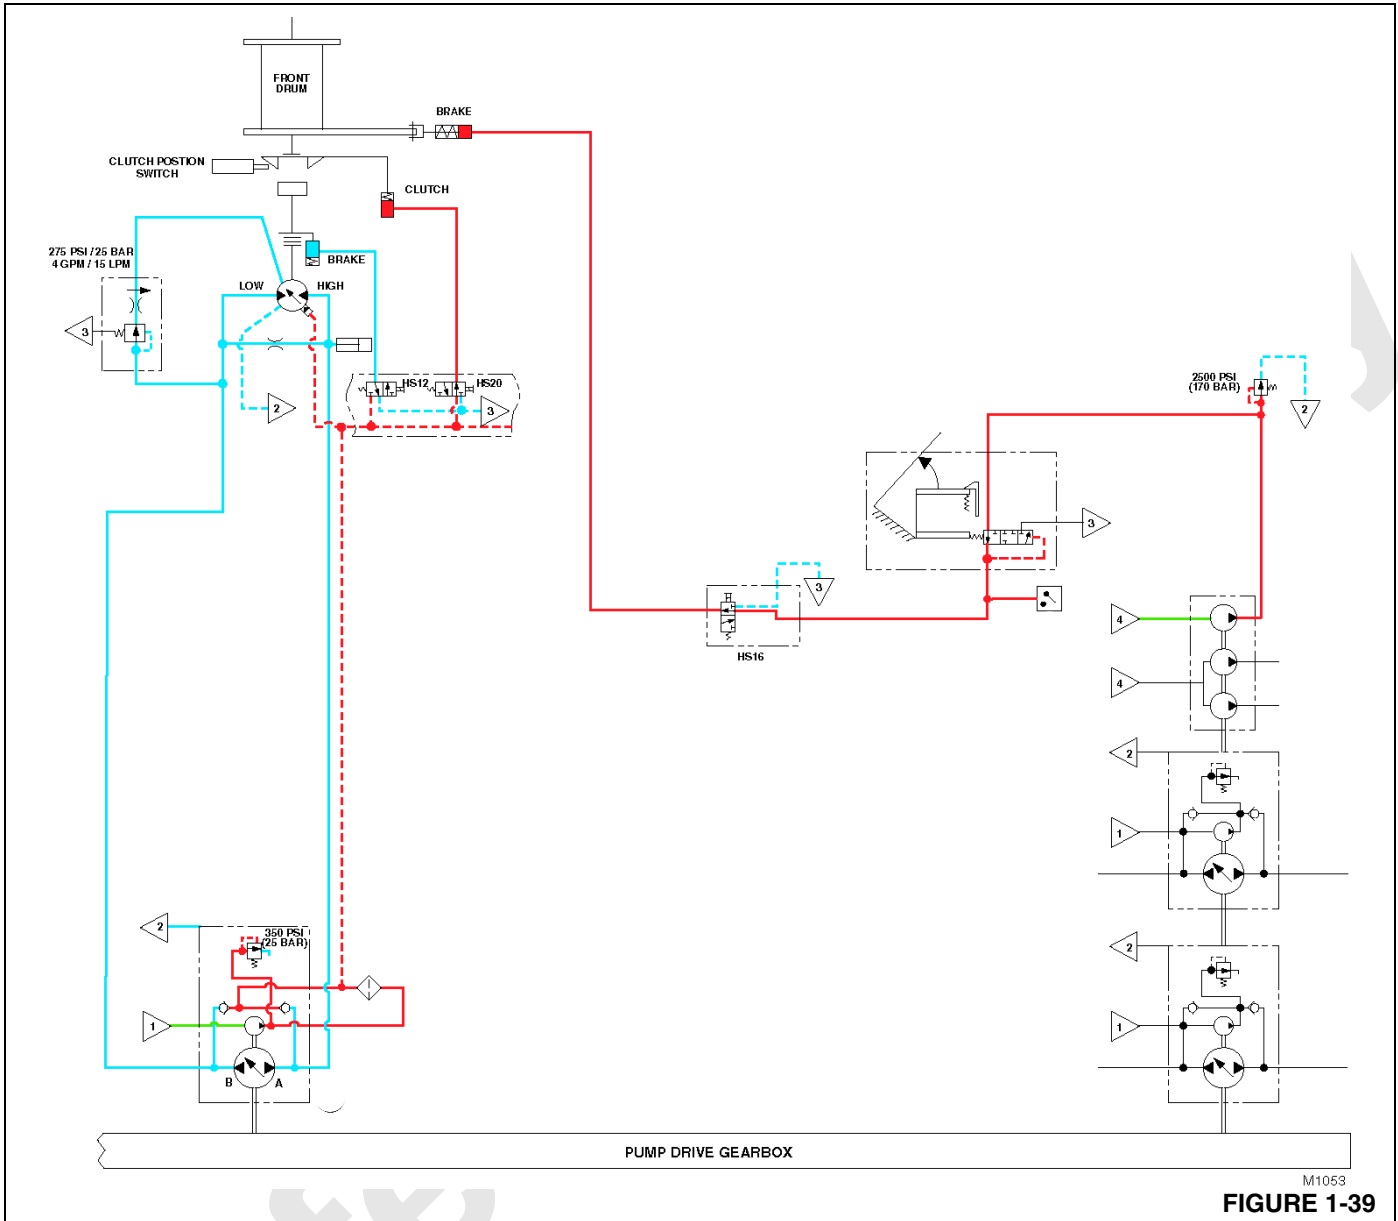 FRONT
DRUM
BRAKE
CLUTCH POSTION
SWITCH
CLUTCH
275 PSI / 25 BAR
4 GPM / 15 LPM
BRAKE
LOW
HIGH
3
HS12
HS20
2
3
2500 PSI
(170 BAR)
2
3
3
HS16
4
4
2
1
2
350 PSI
(25 BAR)
2
1
1
B
A
PUMP DRIVE GEARBOX
M1053
FIGURE 1-39